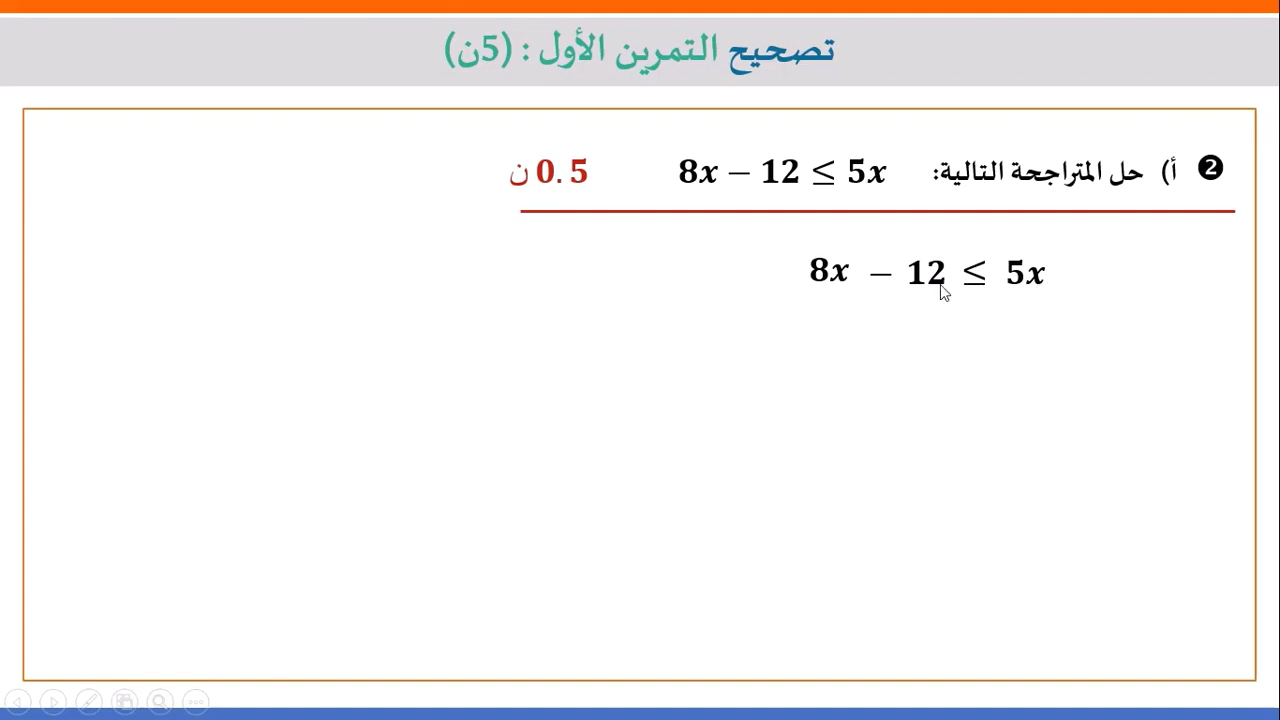 تصحيح التمرين الأول : (5ن)
❷ أ) حل المتراجحة التالية: 8x − 12 ≤ 5x 0.5 ن
8x − 12 ≤ 5x